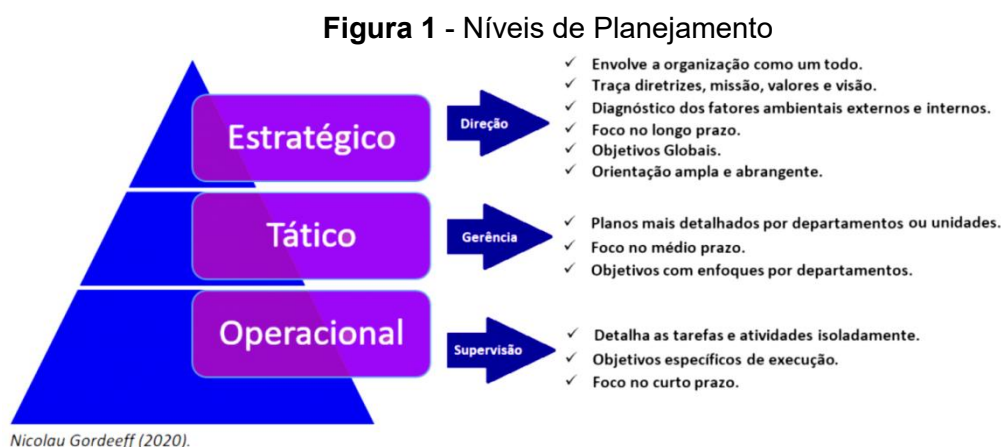 Figura 1 - Níveis de Planejamento
Estratégico
Direção
✓ Envolve a organização como um todo.
✓ Traça diretrizes, missão, valores e visão.
✓ Diagnóstico dos fatores ambientais externos e internos.
✓ Foco no longo prazo.
✓ Objetivos Globais.
✓ Orientação ampla e abrangente.
Tático
Gerência
✓ Planos mais detalhados por departamentos ou unidades.
✓ Foco no médio prazo.
✓ Objetivos com enfoques por departamentos.
Operacional
Supervisão
✓ Detalha as tarefas e atividades isoladamente.
✓ Objetivos específicos de execução.
✓ Foco no curto prazo.
Nicolau Gordeeff (2020).